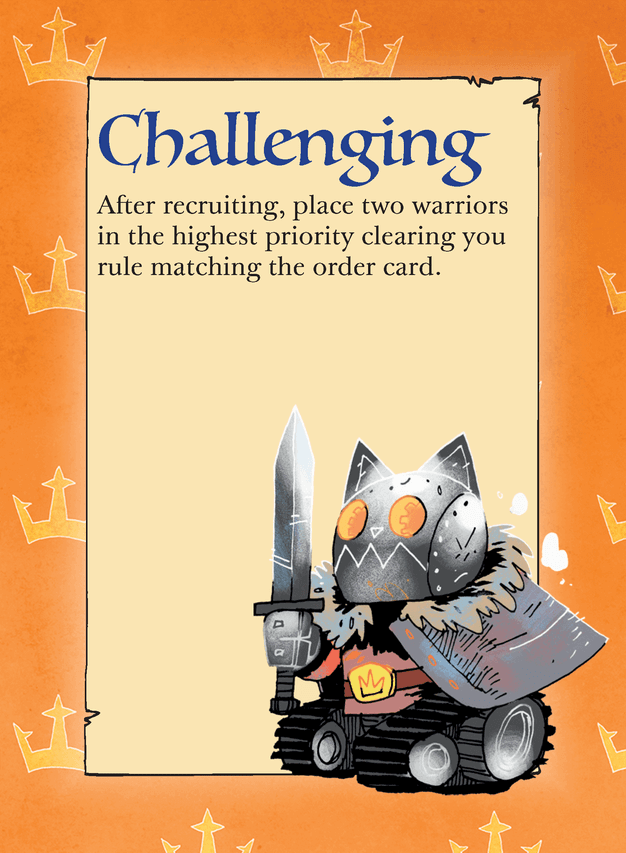 Challenging
After recruiting, place two warriors
in the highest priority clearing you
rule matching the order card.